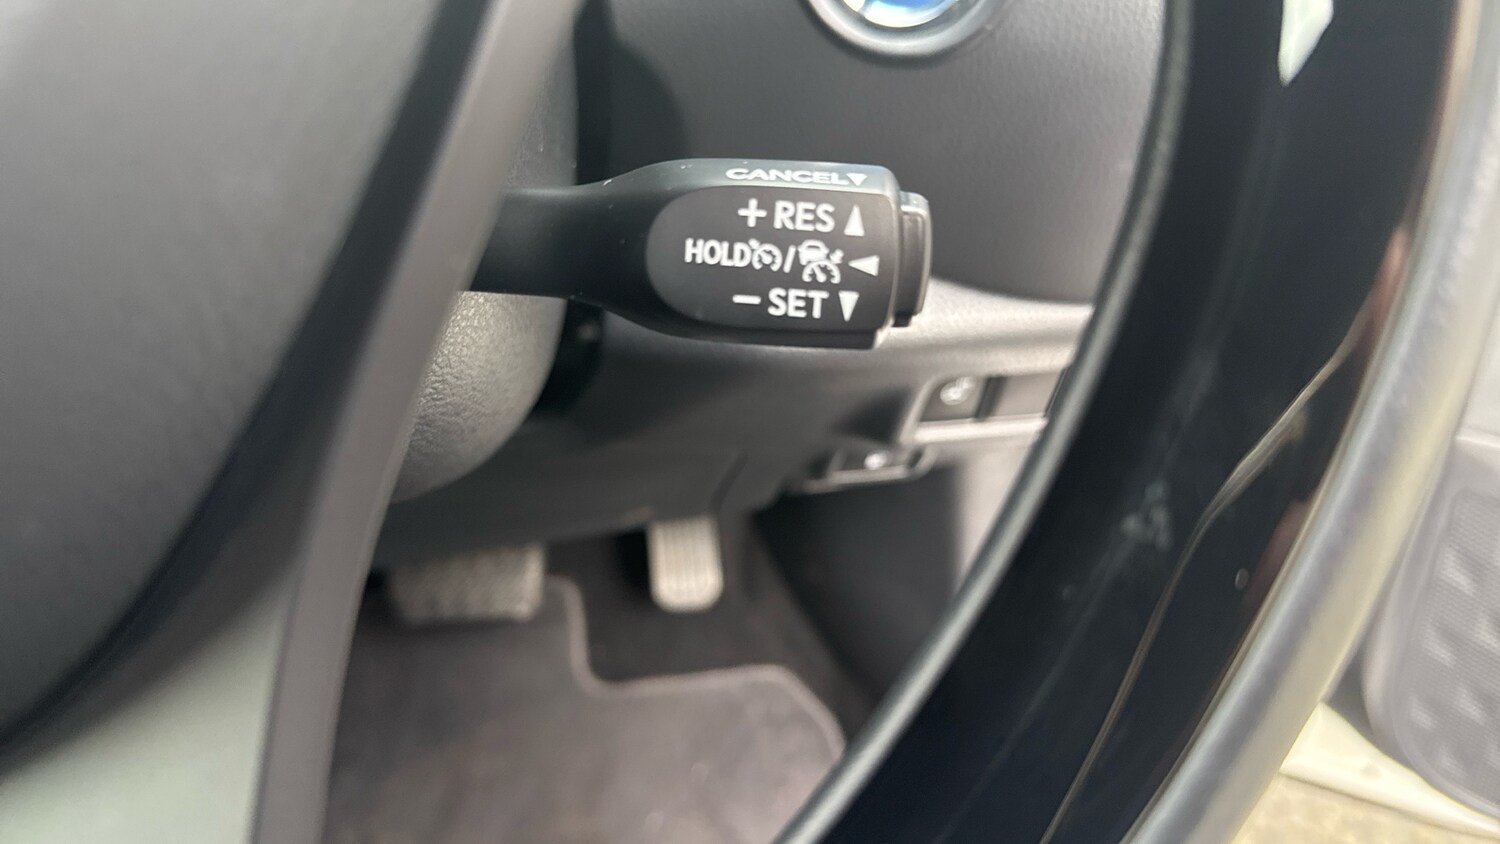 CANCEL▼
+ RES ▲
HOLD / ◀
− SET ▼